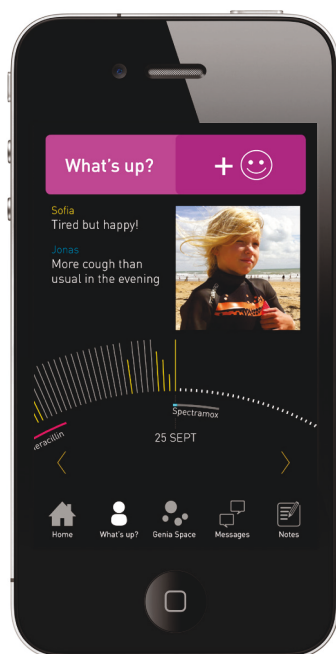 What's up? +
Sofia
Tired but happy!
Jonas
More cough than
usual in the evening
Spectramox
eracillin
25 SEPT
Home
What's up?
Genia Space
Messages
Notes